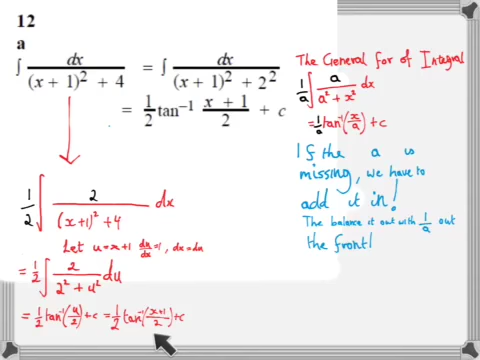 12
a
∫ dx/((x + 1)² + 4) = ∫ dx/((x + 1)² + 2²)
= 1/2 tan⁻¹ (x + 1)/2 + c
1/2 ∫ 2/((x+1)² + 4) dx
Let u = x+1 du/dx = 1, dx = du
= 1/2 ∫ 2/(2² + u²) du
= 1/2 tan⁻¹(u/2) + c = 1/2 tan⁻¹((x+1)/2) + c
The General for of Integral
1/a ∫ a/(a² + x²) dx
= 1/a tan⁻¹(x/a) + c
If the a is
missing, we have to
add it in!
The balance it out with 1/a out
the front!